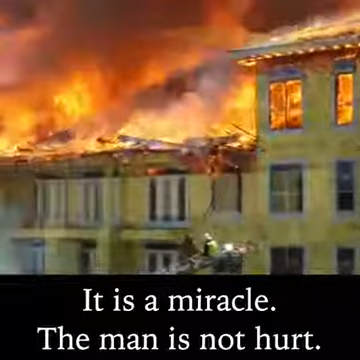 It is a miracle.
The man is not hurt.